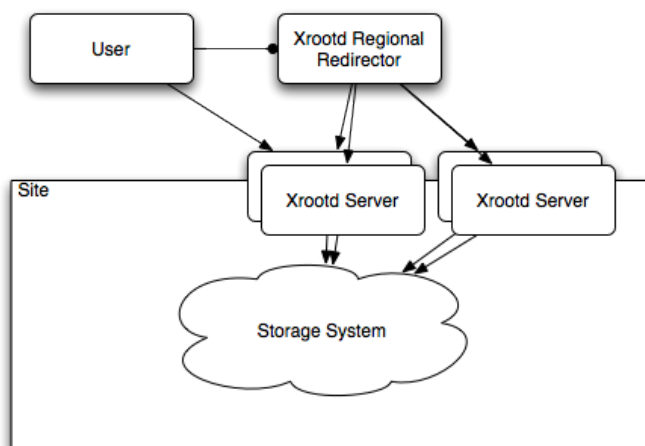 User
Xrootd Regional
Redirector
Site
Xrootd Server
Xrootd Server
Storage System